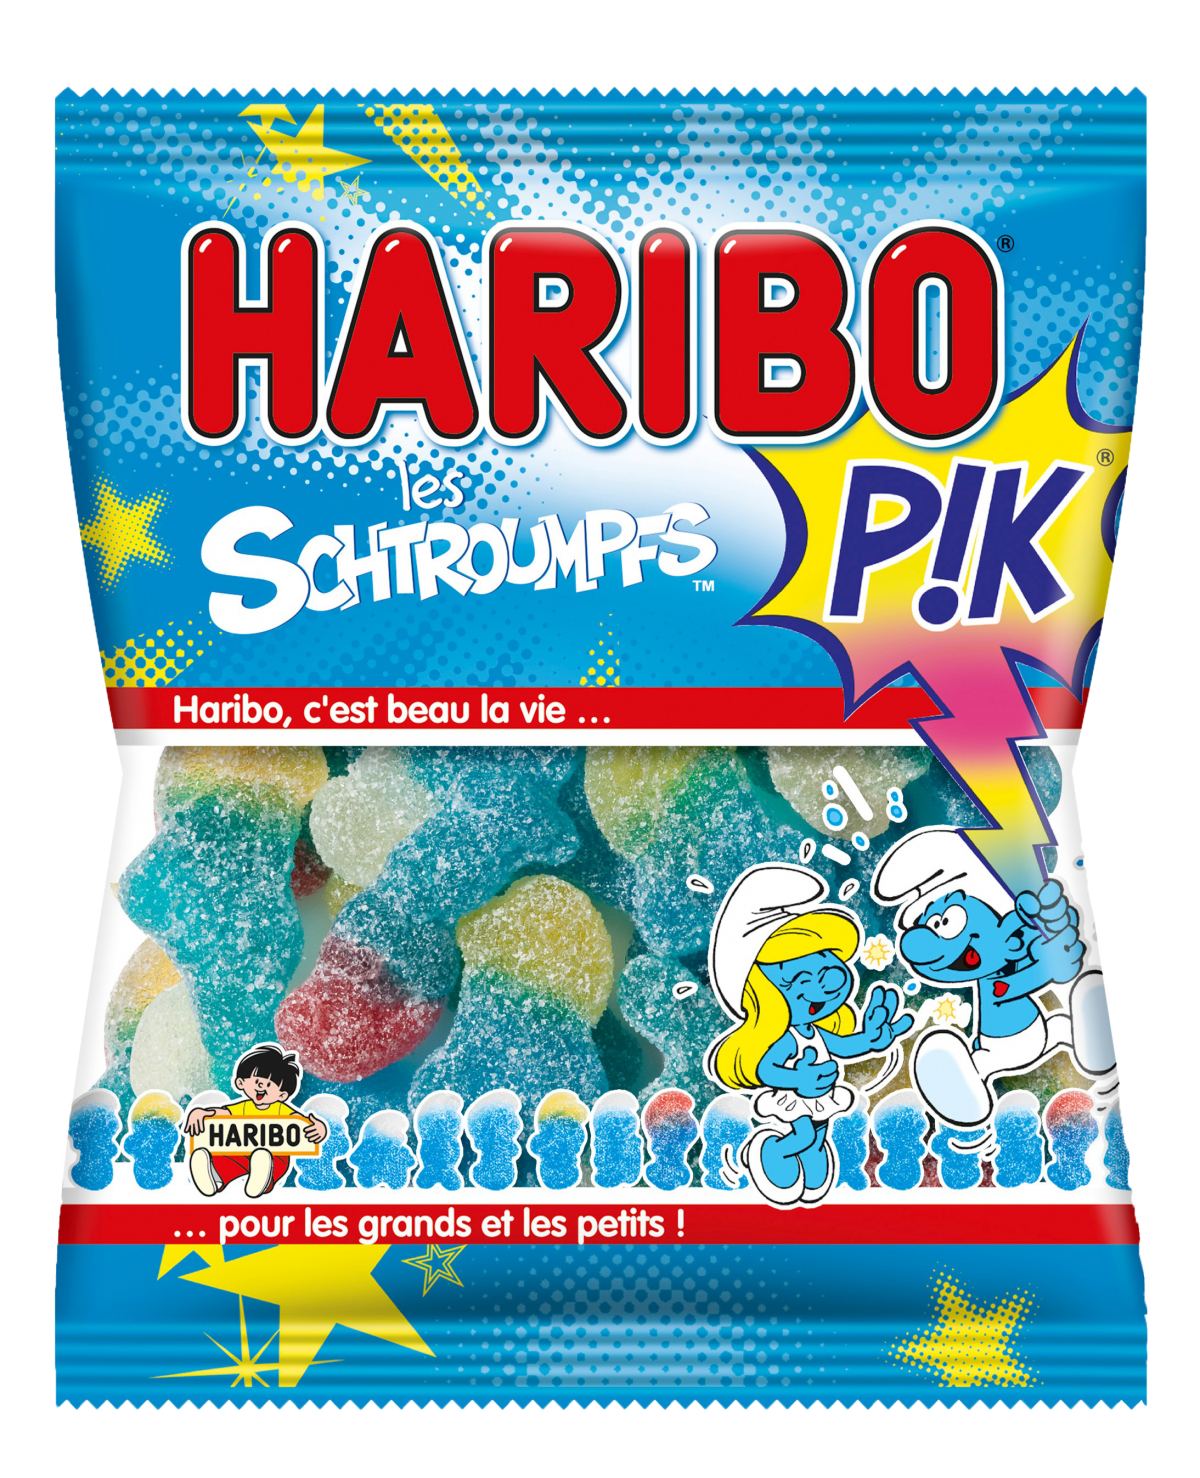 HARIBO®
les
SCHTROUMPFS™
P!K®
Haribo, c'est beau la vie ...
HARIBO
... pour les grands et les petits !